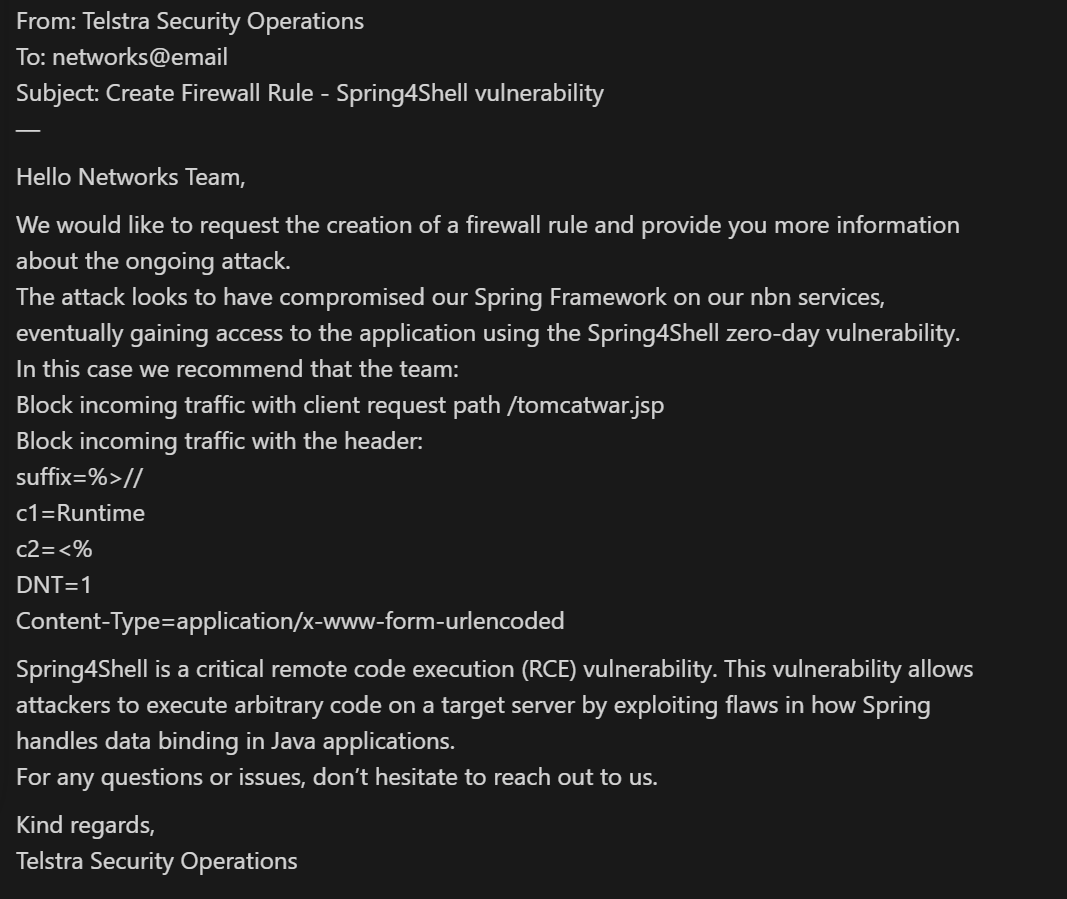 From: Telstra Security Operations
To: networks@email
Subject: Create Firewall Rule - Spring4Shell vulnerability
—
Hello Networks Team,
We would like to request the creation of a firewall rule and provide you more information
about the ongoing attack.
The attack looks to have compromised our Spring Framework on our nbn services,
eventually gaining access to the application using the Spring4Shell zero-day vulnerability.
In this case we recommend that the team:
Block incoming traffic with client request path /tomcatwar.jsp
Block incoming traffic with the header:
suffix=%>//
c1=Runtime
c2=<%
DNT=1
Content-Type=application/x-www-form-urlencoded
Spring4Shell is a critical remote code execution (RCE) vulnerability. This vulnerability allows
attackers to execute arbitrary code on a target server by exploiting flaws in how Spring
handles data binding in Java applications.
For any questions or issues, don’t hesitate to reach out to us.
Kind regards,
Telstra Security Operations